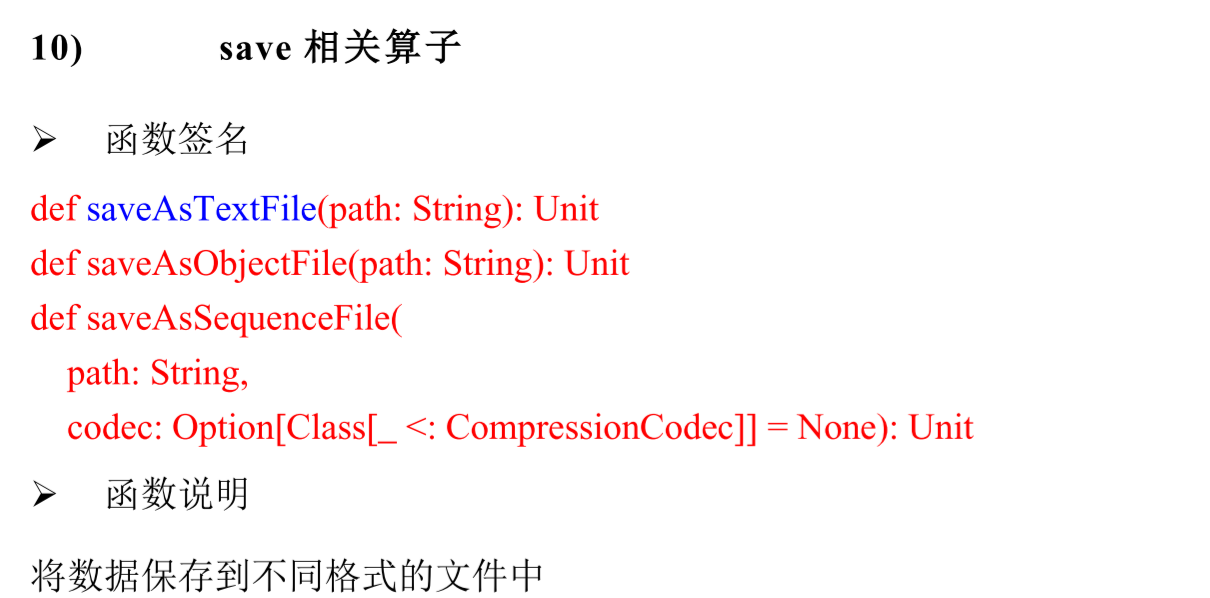 10) save 相关算子
➢ 函数签名
def saveAsTextFile(path: String): Unit
def saveAsObjectFile(path: String): Unit
def saveAsSequenceFile(
path: String,
codec: Option[Class[_ <: CompressionCodec]] = None): Unit
➢ 函数说明
将数据保存到不同格式的文件中